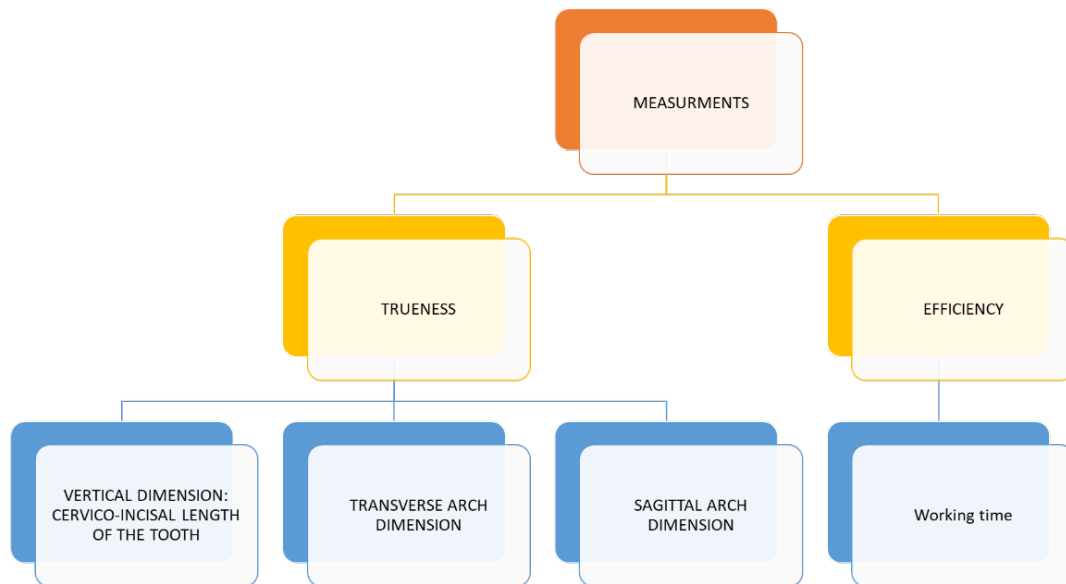 MEASURMENTS
TRUENESS
EFFICIENCY
VERTICAL DIMENSION:
CERVICO-INCISAL LENGTH
OF THE TOOTH
TRANSVERSE ARCH
DIMENSION
SAGITTAL ARCH
DIMENSION
Working time